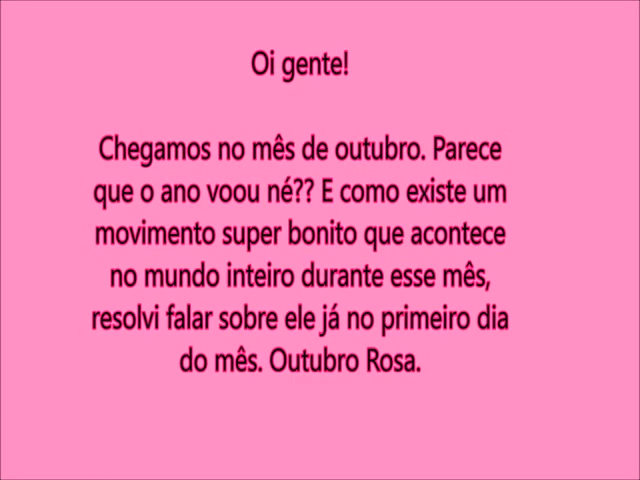 Oi gente!
Chegamos no mês de outubro. Parece
que o ano voou né?? E como existe um
movimento super bonito que acontece
no mundo inteiro durante esse mês,
resolvi falar sobre ele já no primeiro dia
do mês. Outubro Rosa.